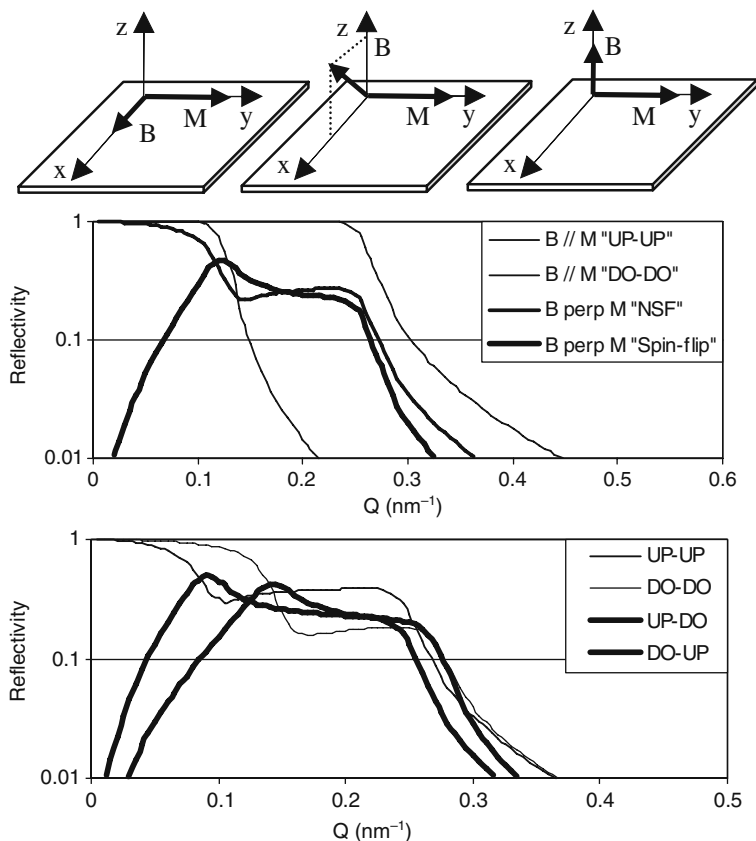 z B M y x
z B M y x
z B M y x
Reflectivity
1
0.1
0.01
B // M "UP-UP"
B // M "DO-DO"
B perp M "NSF"
B perp M "Spin-flip"
0 0.1 0.2 0.3 0.4 0.5 0.6
Q (nm⁻¹)
Reflectivity
1
0.1
0.01
UP-UP
DO-DO
UP-DO
DO-UP
0 0.1 0.2 0.3 0.4 0.5
Q (nm⁻¹)